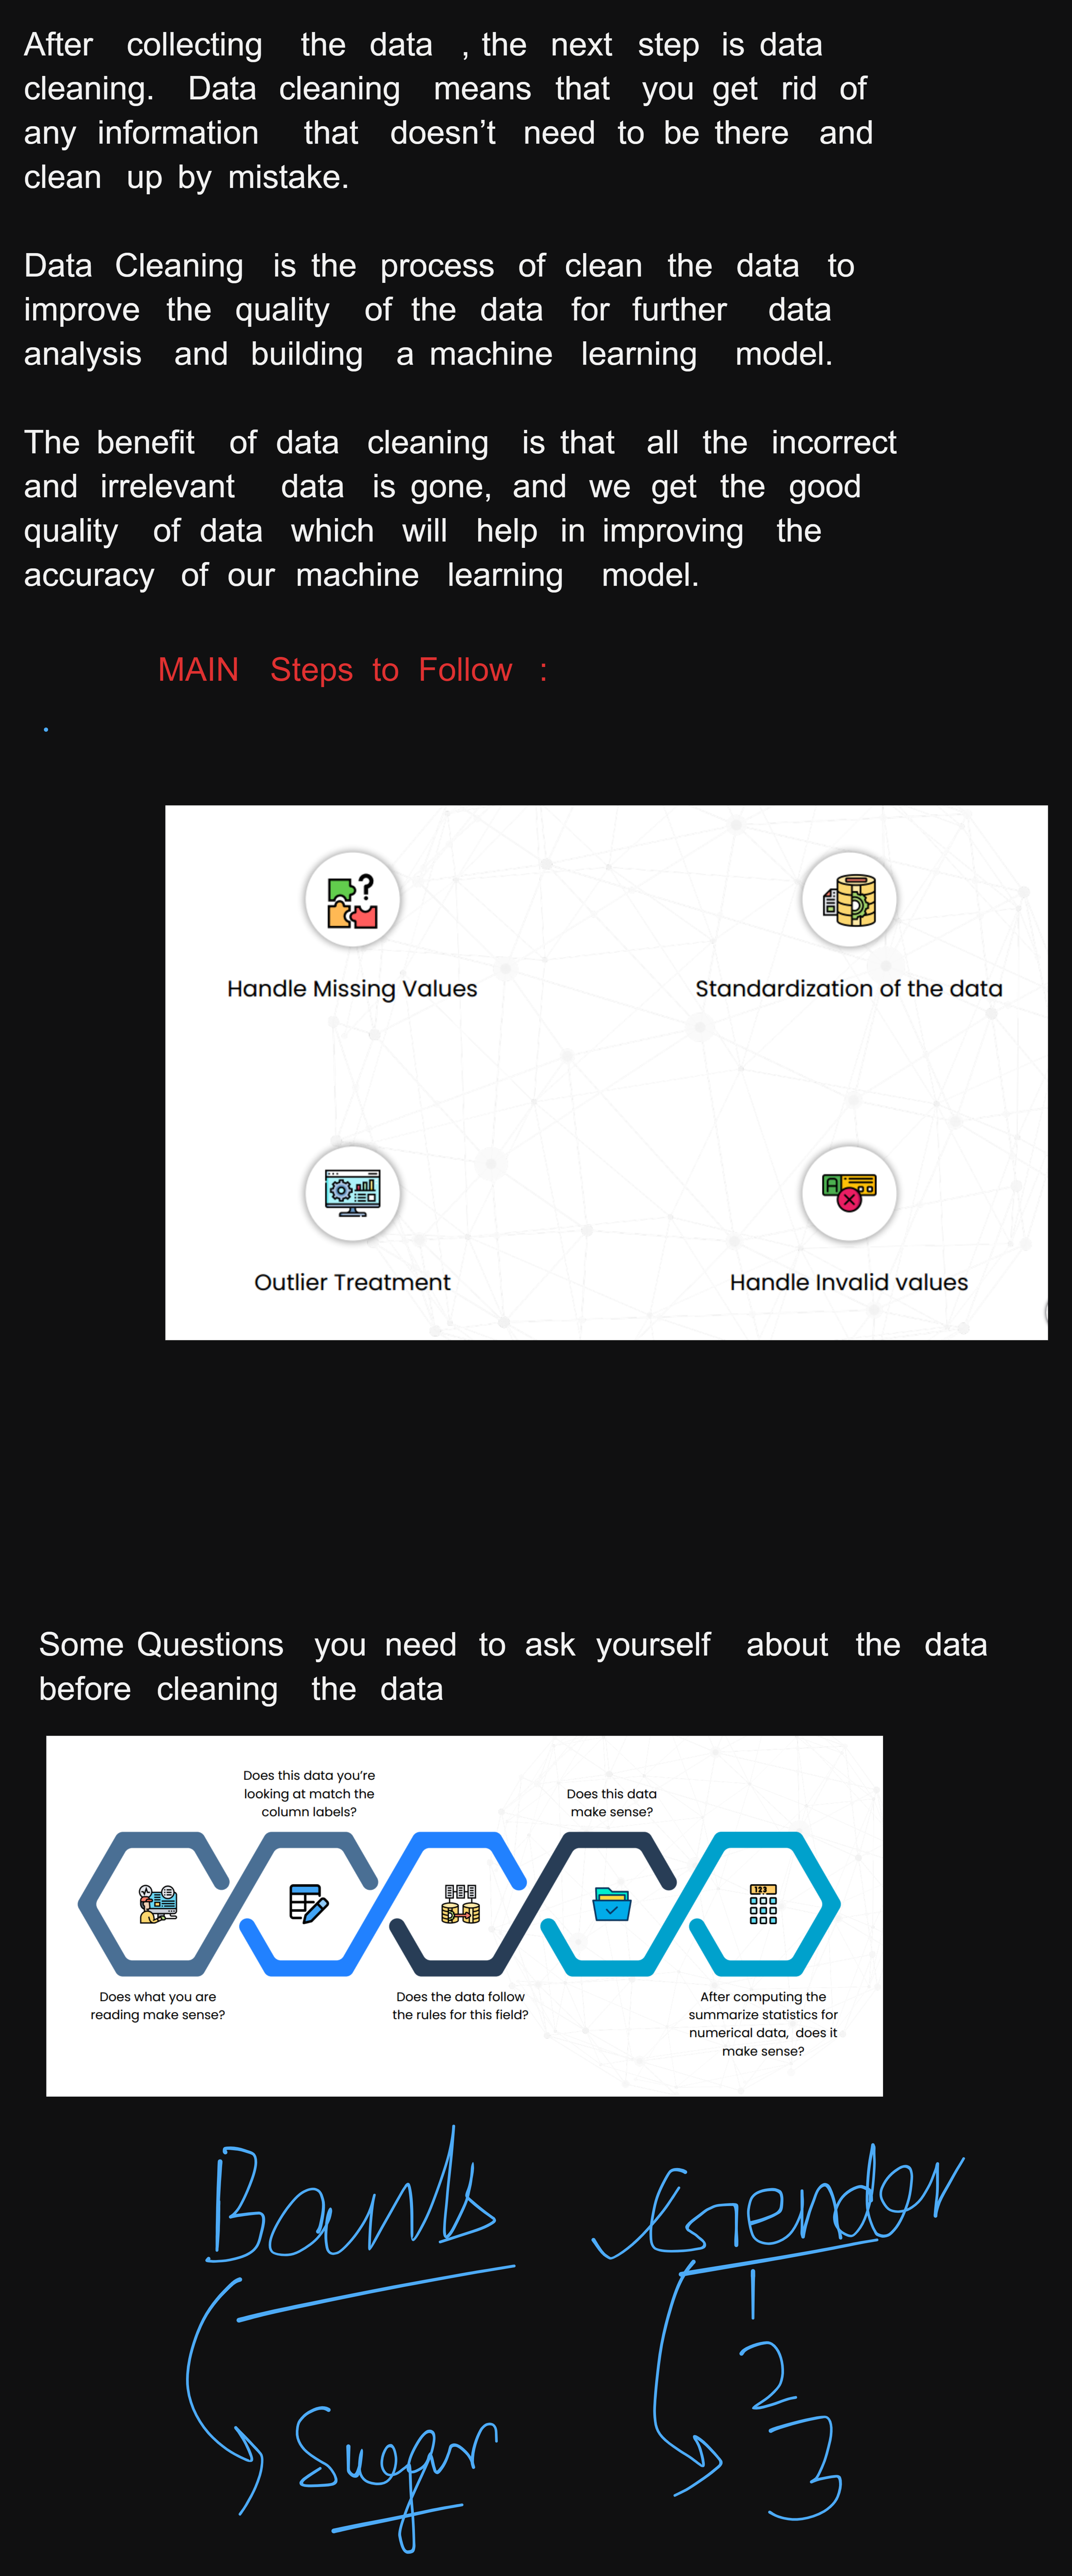 After collecting the data , the next step is data
cleaning. Data cleaning means that you get rid of
any information that doesn’t need to be there and
clean up by mistake.
Data Cleaning is the process of clean the data to
improve the quality of the data for further data
analysis and building a machine learning model.
The benefit of data cleaning is that all the incorrect
and irrelevant data is gone, and we get the good
quality of data which will help in improving the
accuracy of our machine learning model.
MAIN Steps to Follow :
Handle Missing Values
Standardization of the data
Outlier Treatment
Handle Invalid values
Some Questions you need to ask yourself about the data
before cleaning the data
Does this data you’re
looking at match the
column labels?
Does this data
make sense?
123
Does what you are
reading make sense?
Does the data follow
the rules for this field?
After computing the
summarize statistics for
numerical data, does it
make sense?
Bank
Gender
1
2
3
Sugar